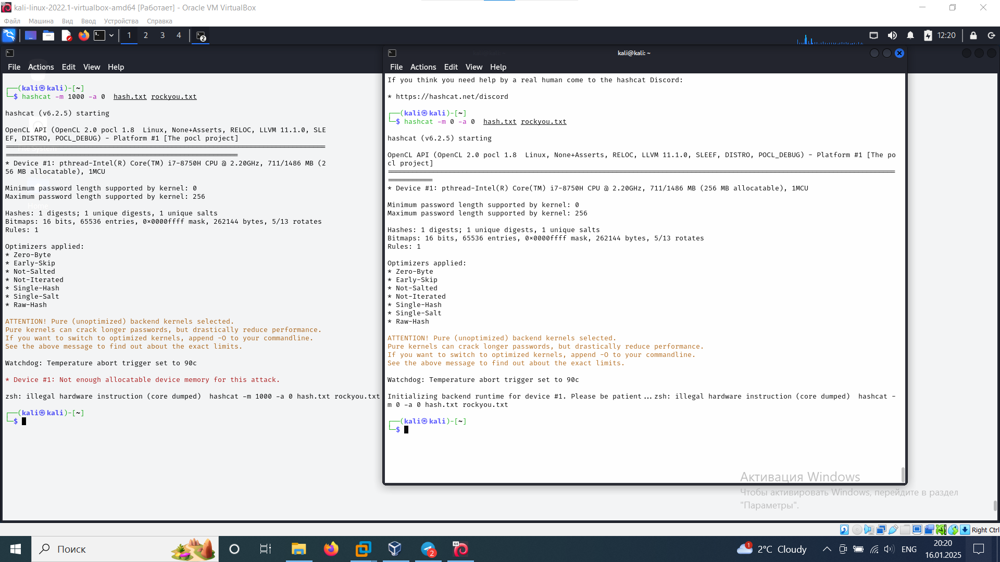 kali-linux-2022.1-virtualbox-amd64 [Работает] - Oracle VM VirtualBox
Файл Машина Вид Ввод Устройства Справка
1 2 3 4 2 12:20
File Actions Edit View Help
┌──(kali㉿kali)-[~]
└─$ hashcat -m 1000 -a 0  hash.txt rockyou.txt
hashcat (v6.2.5) starting
OpenCL API (OpenCL 2.0 pocl 1.8  Linux, None+Asserts, RELOC, LLVM 11.1.0, SLE
EF, DISTRO, POCL_DEBUG) - Platform #1 [The pocl project]
* Device #1: pthread-Intel(R) Core(TM) i7-8750H CPU @ 2.20GHz, 711/1486 MB (2
56 MB allocatable), 1MCU
Minimum password length supported by kernel: 0
Maximum password length supported by kernel: 256
Home
Hashes: 1 digests; 1 unique digests, 1 unique salts
Bitmaps: 16 bits, 65536 entries, 0×0000ffff mask, 262144 bytes, 5/13 rotates
Rules: 1
Optimizers applied:
* Zero-Byte
* Early-Skip
* Not-Salted
* Not-Iterated
* Single-Hash
* Single-Salt
* Raw-Hash
ATTENTION! Pure (unoptimized) backend kernels selected.
Pure kernels can crack longer passwords, but drastically reduce performance.
If you want to switch to optimized kernels, append -O to your commandline.
See the above message to find out about the exact limits.
Watchdog: Temperature abort trigger set to 90c
* Device #1: Not enough allocatable device memory for this attack.
zsh: illegal hardware instruction (core dumped)  hashcat -m 1000 -a 0 hash.txt rockyou.txt
┌──(kali㉿kali)-[~]
└─$
kali@kali: ~
File Actions Edit View Help
If you think you need help by a real human come to the hashcat Discord:
* https://hashcat.net/discord
┌──(kali㉿kali)-[~]
└─$ hashcat -m 0 -a 0  hash.txt rockyou.txt
hashcat (v6.2.5) starting
OpenCL API (OpenCL 2.0 pocl 1.8  Linux, None+Asserts, RELOC, LLVM 11.1.0, SLEEF, DISTRO, POCL_DEBUG) - Platform #1 [The po
cl project]
* Device #1: pthread-Intel(R) Core(TM) i7-8750H CPU @ 2.20GHz, 711/1486 MB (256 MB allocatable), 1MCU
Minimum password length supported by kernel: 0
Maximum password length supported by kernel: 256
Hashes: 1 digests; 1 unique digests, 1 unique salts
Bitmaps: 16 bits, 65536 entries, 0×0000ffff mask, 262144 bytes, 5/13 rotates
Rules: 1
Optimizers applied:
* Zero-Byte
* Early-Skip
* Not-Salted
* Not-Iterated
* Single-Hash
* Single-Salt
* Raw-Hash
ATTENTION! Pure (unoptimized) backend kernels selected.
Pure kernels can crack longer passwords, but drastically reduce performance.
If you want to switch to optimized kernels, append -O to your commandline.
See the above message to find out about the exact limits.
Watchdog: Temperature abort trigger set to 90c
Initializing backend runtime for device #1. Please be patient...zsh: illegal hardware instruction (core dumped)  hashcat -
m 0 -a 0 hash.txt rockyou.txt
┌──(kali㉿kali)-[~]
└─$
Активация Windows
Чтобы активировать Windows, перейдите в раздел
"Параметры".
Right Ctrl
Поиск
2
64
1
2°C Cloudy
ENG
20:20
16.01.2025